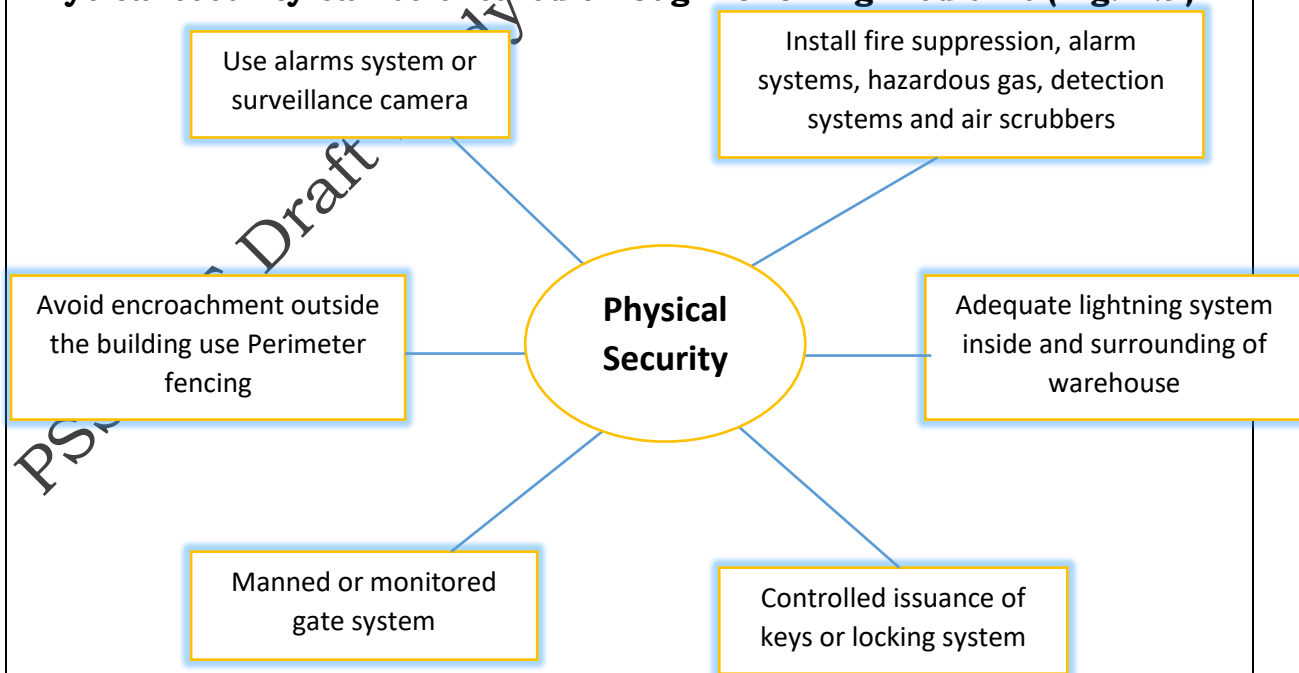 Use alarms system or
surveillance camera
Install fire suppression, alarm
systems, hazardous gas, detection
systems and air scrubbers
Avoid encroachment outside
the building use Perimeter
fencing
Physical
Security
Adequate lightning system
inside and surrounding of
warehouse
Manned or monitored
gate system
Controlled issuance of
keys or locking system
Draft